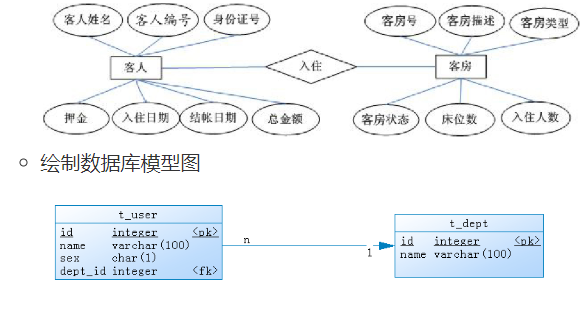 客人姓名 客人编号 身份证号 客房号 客房描述 客房类型
客人 入住 客房
押金 入住日期 结帐日期 总金额 客房状态 床位数 入住人数
绘制数据库模型图
t_user
id integer <pk>
name varchar(100)
sex char(1)
dept_id integer <fk>
n
1
t_dept
id integer <pk>
name varchar(100)